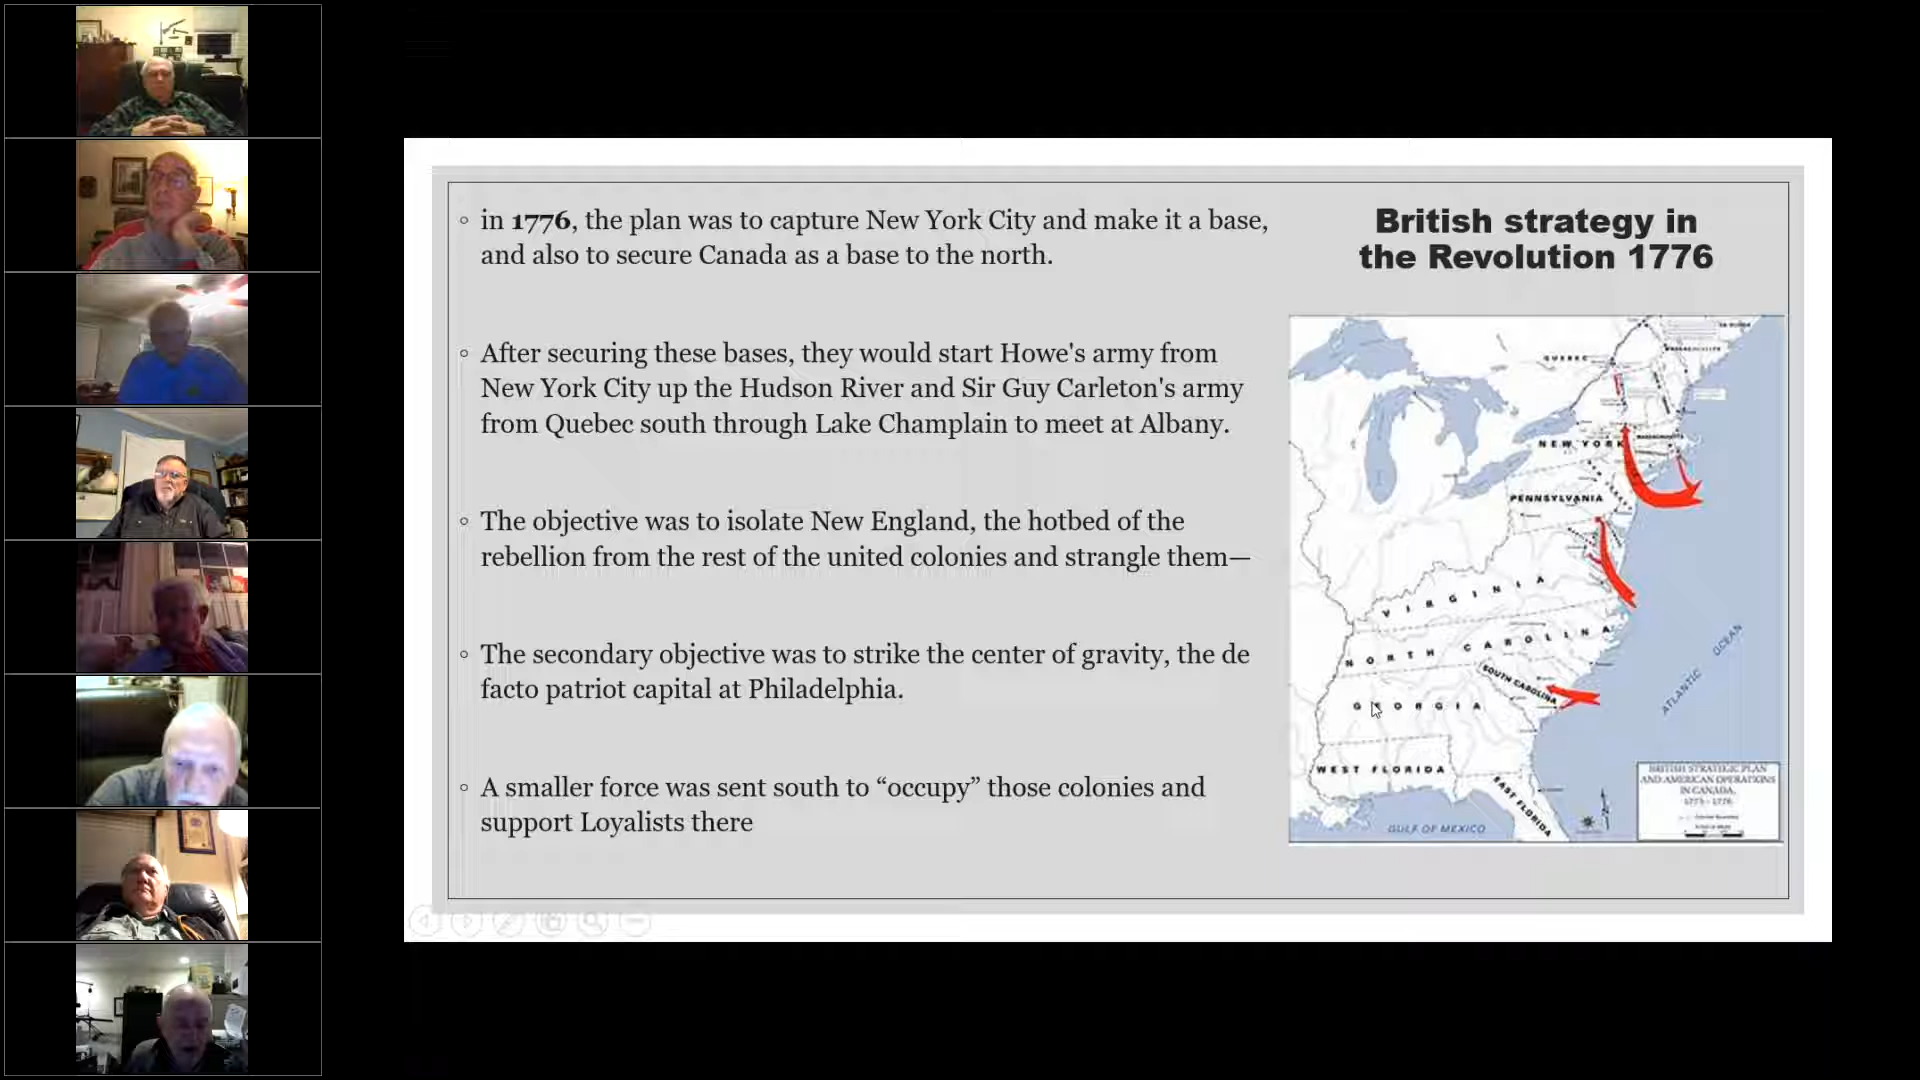 in 1776, the plan was to capture New York City and make it a base,
and also to secure Canada as a base to the north.
After securing these bases, they would start Howe's army from
New York City up the Hudson River and Sir Guy Carleton's army
from Quebec south through Lake Champlain to meet at Albany.
The objective was to isolate New England, the hotbed of the
rebellion from the rest of the united colonies and strangle them—
The secondary objective was to strike the center of gravity, the de
facto patriot capital at Philadelphia.
A smaller force was sent south to “occupy” those colonies and
support Loyalists there
British strategy in
the Revolution 1776
QUEBEC
NEW YORK
PENNSYLVANIA
VIRGINIA
NORTH CAROLINA
SOUTH CAROLINA
GEORGIA
WEST FLORIDA
EAST FLORIDA
GULF OF MEXICO
ATLANTIC OCEAN
BRITISH STRATEGIC PLAN
AND AMERICAN OPERATIONS
IN CANADA,
1775 - 1776